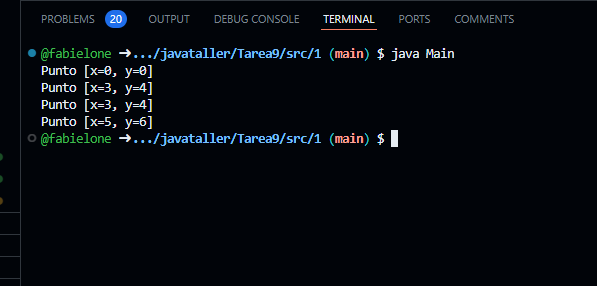 PROBLEMS 20 OUTPUT DEBUG CONSOLE TERMINAL PORTS COMMENTS
@fabielone ➜.../javataller/Tarea9/src/1 (main) $ java Main
Punto [x=0, y=0]
Punto [x=3, y=4]
Punto [x=3, y=4]
Punto [x=5, y=6]
@fabielone ➜.../javataller/Tarea9/src/1 (main) $